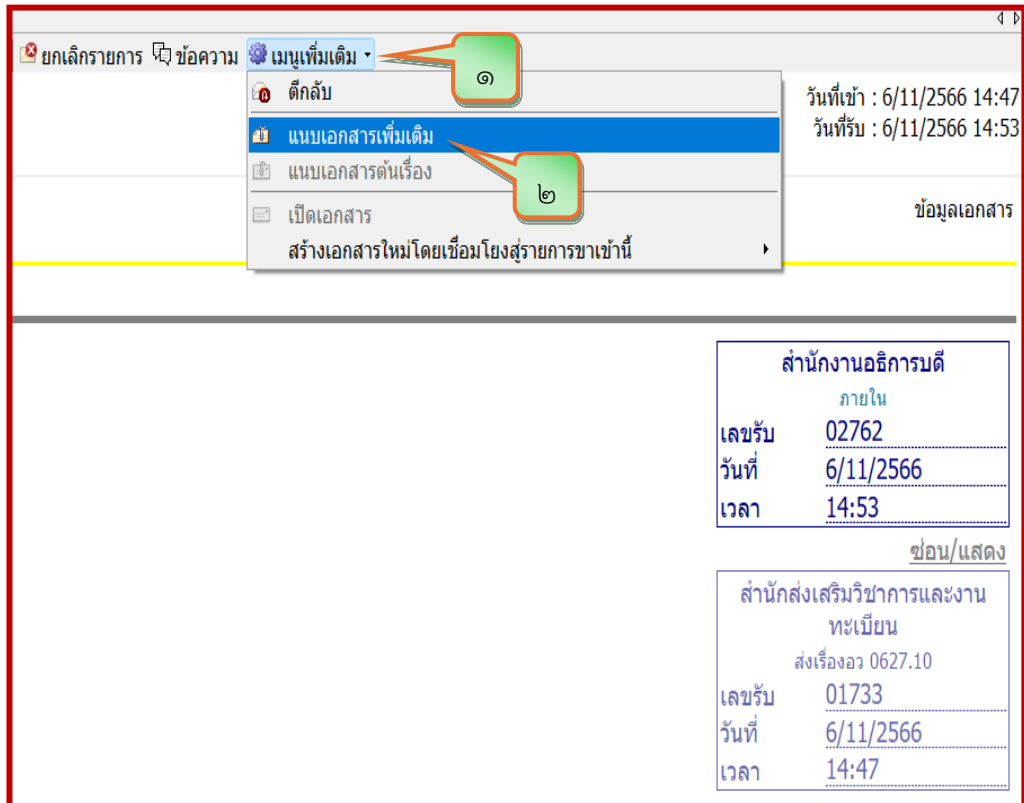 ยกเลิกรายการ ข้อความ เมนูเพิ่มเติม
๑
ตีกลับ
วันที่เข้า : 6/11/2566 14:47
แนบเอกสารเพิ่มเติม
วันที่รับ : 6/11/2566 14:53
แนบเอกสารต้นเรื่อง
๒
เปิดเอกสาร
ข้อมูลเอกสาร
สร้างเอกสารใหม่โดยเชื่อมโยงสู่รายการขาเข้านี้
สำนักงานอธิการบดี
ภายใน
เลขรับ 02762
วันที่ 6/11/2566
เวลา 14:53
ซ่อน/แสดง
สำนักส่งเสริมวิชาการและงาน
ทะเบียน
ส่งเรื่องอว 0627.10
เลขรับ 01733
วันที่ 6/11/2566
เวลา 14:47